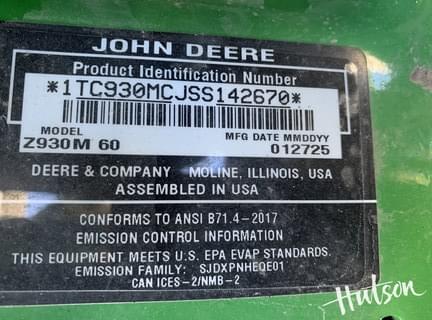 JOHN DEERE
Product Identification Number
*1TC930MCJSS142670*
MODEL MFG DATE MMDDYY
Z930M 60 012725
DEERE & COMPANY MOLINE, ILLINOIS, USA
ASSEMBLED IN USA
CONFORMS TO ANSI B71.4-2017
EMISSION CONTROL INFORMATION
THIS EQUIPMENT MEETS U.S. EPA EVAP STANDARDS.
EMISSION FAMILY: SJDXPNHEQE01
CAN ICES-2/NMB-2
Hutson